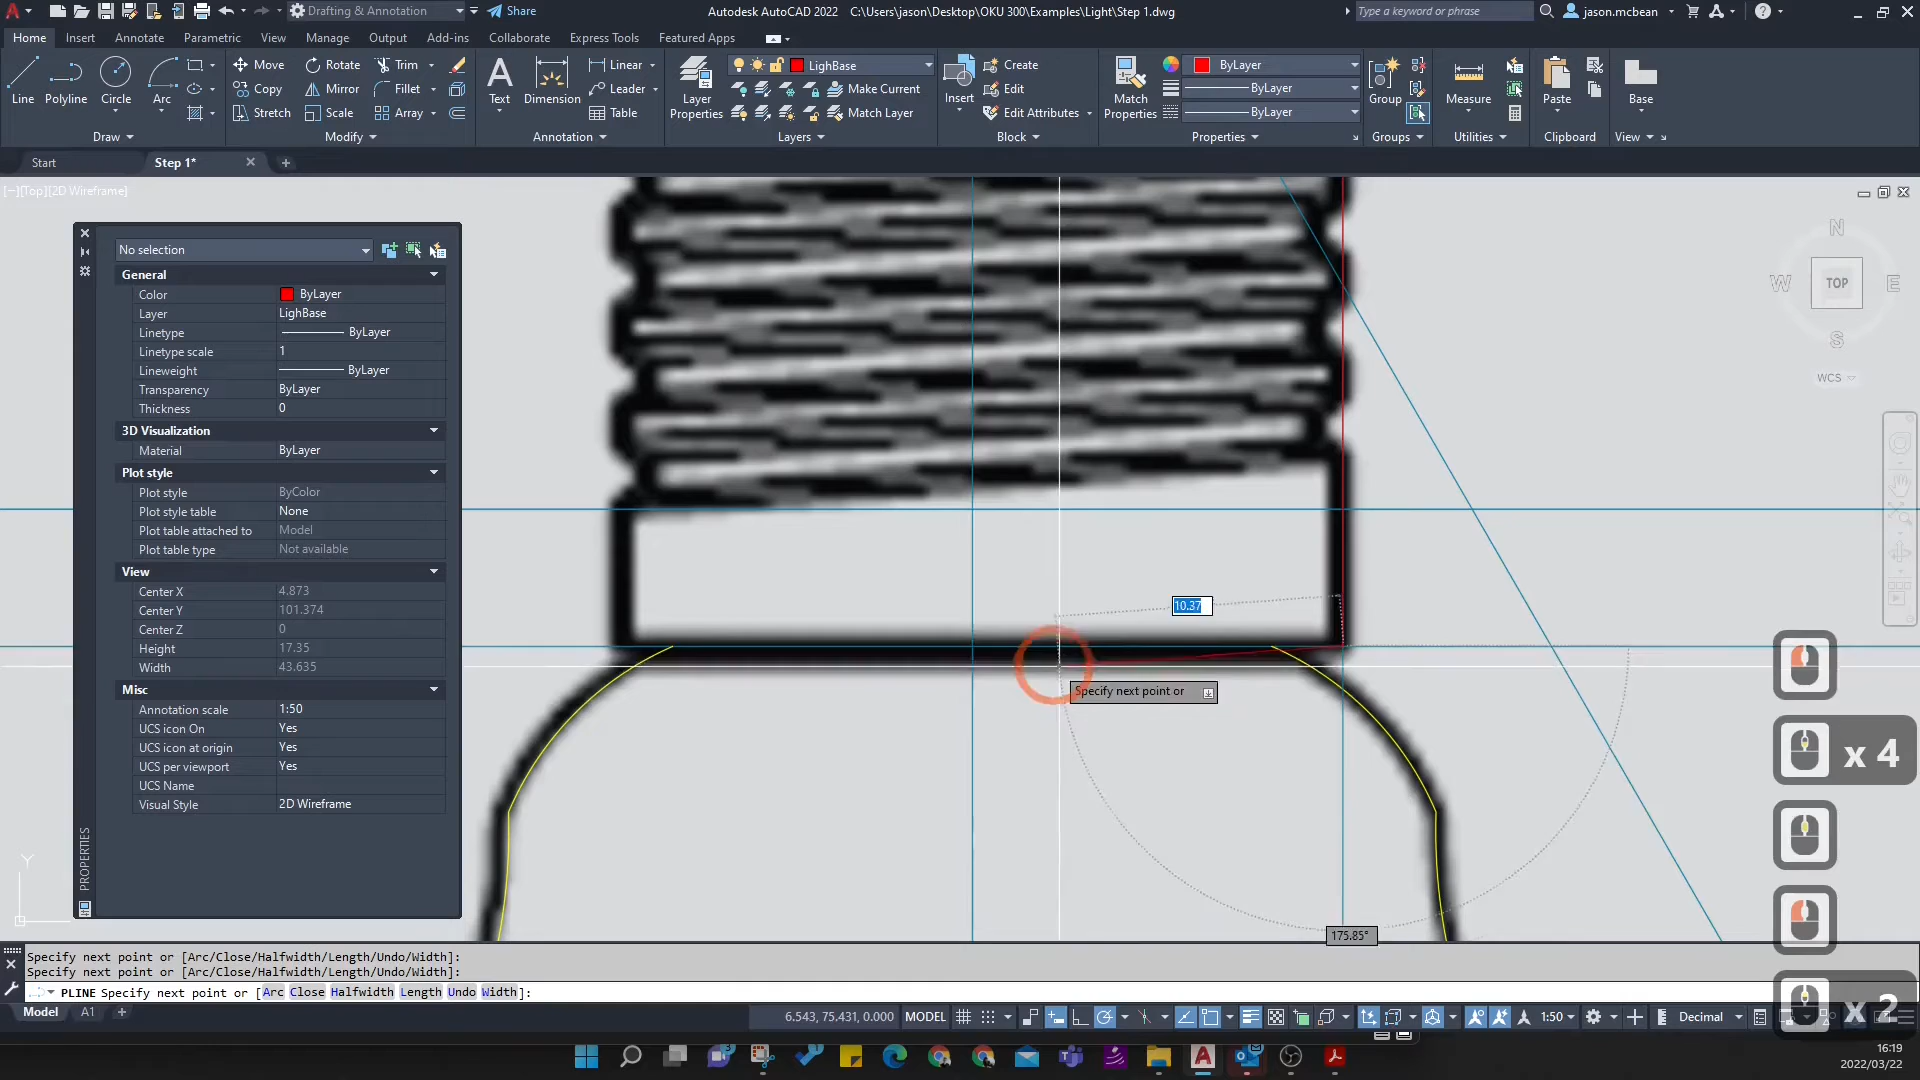 Drafting & Annotation
Share
Autodesk AutoCAD 2022 C:\Users\jason\Desktop\OKU 300\Examples\Light\Step 1.dwg
Type a keyword or phrase
jason.mcbean
Home Insert Annotate Parametric View Manage Output Add-ins Collaborate Express Tools Featured Apps
Line Polyline Circle Arc
Move Rotate Trim
Copy Mirror Fillet
Stretch Scale Array
Text Dimension
Linear
Leader
Table
Layer Properties
LighBase
Make Current
Match Layer
Insert
Create
Edit
Edit Attributes
Match Properties
ByLayer
ByLayer
ByLayer
Group Measure Paste Base
Draw Modify Annotation Layers Block Properties Groups Utilities Clipboard View
Start Step 1*
[−][Top][2D Wireframe]
N
W TOP E
S
WCS
No selection
General
Color ByLayer
Layer LighBase
Linetype ByLayer
Linetype scale 1
Lineweight ByLayer
Transparency ByLayer
Thickness 0
3D Visualization
Material ByLayer
Plot style
Plot style ByColor
Plot style table None
Plot table attached to Model
Plot table type Not available
View
Center X 4.873
Center Y 101.374
Center Z 0
Height 17.35
Width 43.635
Misc
Annotation scale 1:50
UCS icon On Yes
UCS icon at origin Yes
UCS per viewport Yes
UCS Name
Visual Style 2D Wireframe
PROPERTIES
10.37
Specify next point or
175.85°
x 4
x 2
Y
Specify next point or [Arc/Close/Halfwidth/Length/Undo/Width]:
Specify next point or [Arc/Close/Halfwidth/Length/Undo/Width]:
PLINE Specify next point or [Arc Close Halfwidth Length Undo Width]:
Model A1
6.543, 75.431, 0.000 MODEL
1:50
Decimal
16:19
2022/03/22